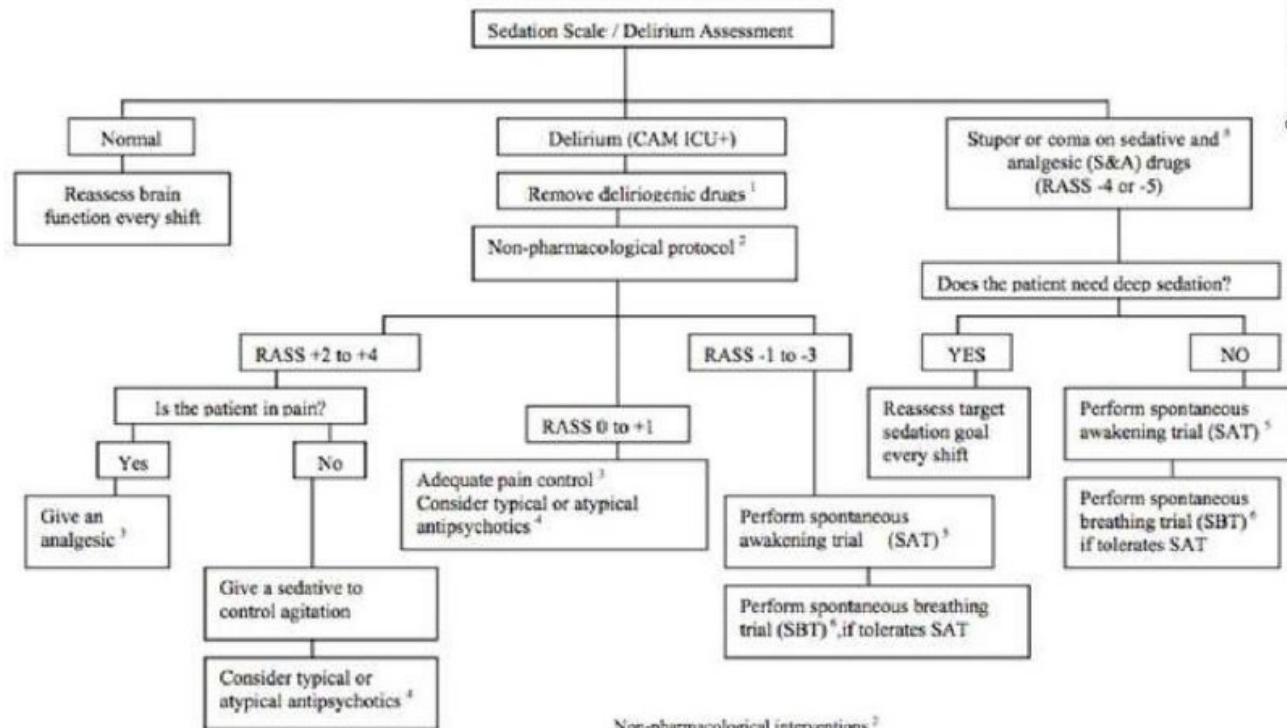 Sedation Scale / Delirium Assessment
Normal
Reassess brain
function every shift
Delirium (CAM ICU+)
Remove deliriogenic drugs 1
Non-pharmacological protocol 2
RASS +2 to +4
Is the patient in pain?
Yes
No
Give an
analgesic 3
Give a sedative to
control agitation
Consider typical or
atypical antipsychotics 4
RASS 0 to +1
Adequate pain control 3
Consider typical or atypical
antipsychotics 4
RASS -1 to -3
Perform spontaneous
awakening trial (SAT) 5
Perform spontaneous breathing
trial (SBT) 6,if tolerates SAT
Stupor or coma on sedative and
analgesic (S&A) drugs
(RASS -4 or -5)
Does the patient need deep sedation?
YES
NO
Reassess target
sedation goal
every shift
Perform spontaneous
awakening trial (SAT) 5
Perform spontaneous
breathing trial (SBT) 6
if tolerates SAT
Non-pharmacological interventions 2